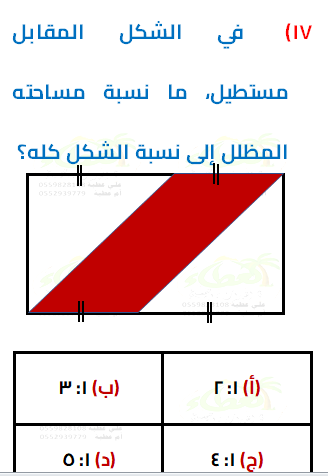 ١٧) في الشكل المقابل
مستطيل، ما نسبة مساحته
المظلل إلى نسبة الشكل كله؟
(أ) ١: ٢
(ب) ١: ٣
(ج) ١: ٤
(د) ١: ٥